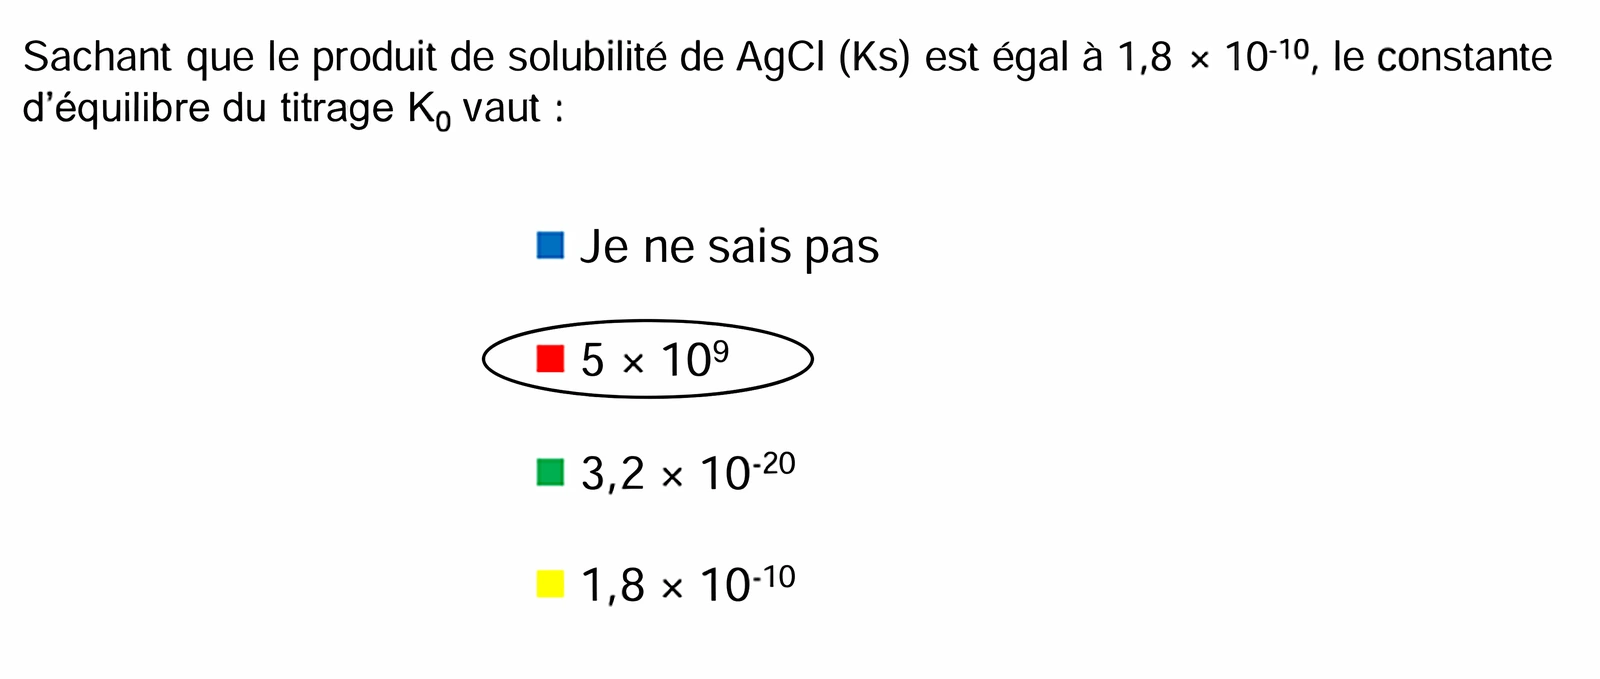 Sachant que le produit de solubilité de AgCl (Ks) est égal à 1,8 × 10⁻¹⁰, le constante
d'équilibre du titrage K₀ vaut :
Je ne sais pas
5 × 10⁹
3,2 × 10⁻²⁰
1,8 × 10⁻¹⁰